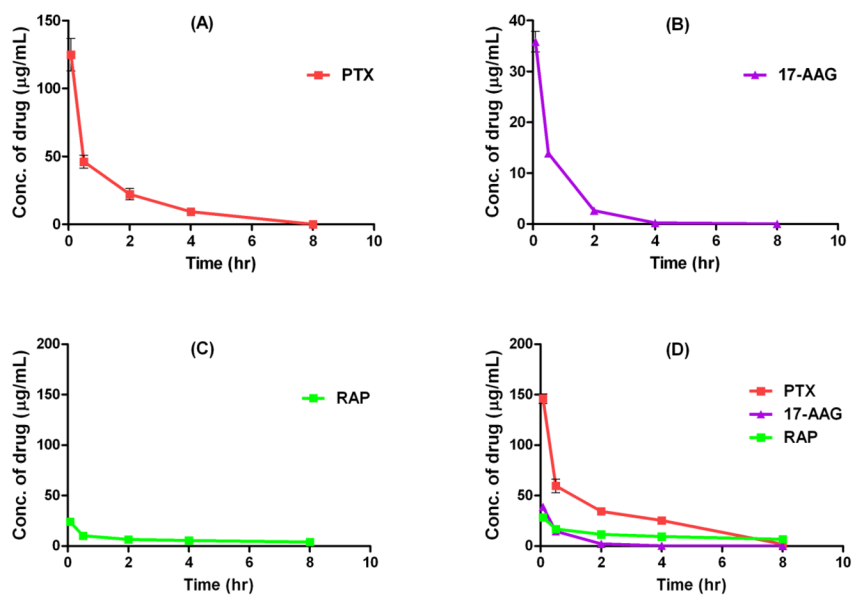 (A)
Conc. of drug (µg/mL)
150
100
50
0
PTX
0 2 4 6 8 10
Time (hr)
(B)
Conc. of drug (µg/mL)
40
30
20
10
0
17-AAG
0 2 4 6 8 10
Time (hr)
(C)
Conc. of drug (µg/mL)
200
150
100
50
0
RAP
0 2 4 6 8 10
Time (hr)
(D)
Conc. of drug (µg/mL)
200
150
100
50
0
PTX
17-AAG
RAP
0 2 4 6 8 10
Time (hr)